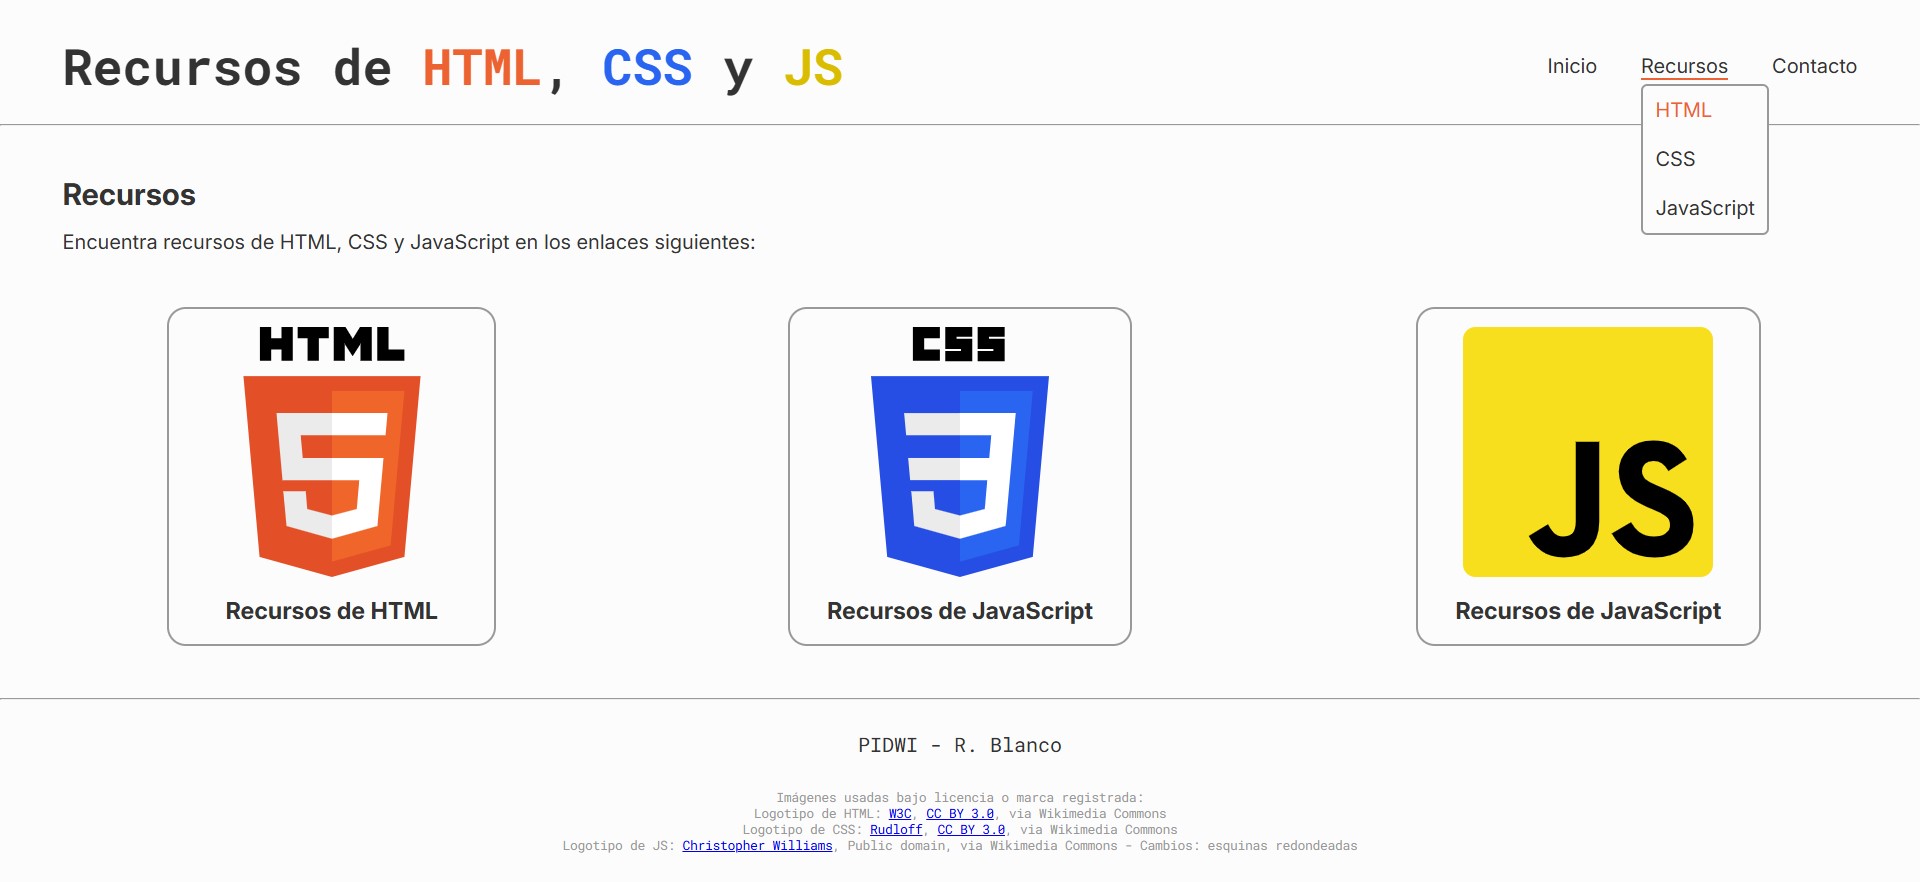 Recursos de HTML, CSS y JS
Inicio Recursos Contacto
HTML
CSS
JavaScript
Recursos
Encuentra recursos de HTML, CSS y JavaScript en los enlaces siguientes:
HTML
5
Recursos de HTML
CSS
3
Recursos de JavaScript
JS
Recursos de JavaScript
PIDWI - R. Blanco
Imágenes usadas bajo licencia o marca registrada:
Logotipo de HTML: W3C, CC BY 3.0, via Wikimedia Commons
Logotipo de CSS: Rudloff, CC BY 3.0, via Wikimedia Commons
Logotipo de JS: Christopher Williams, Public domain, via Wikimedia Commons - Cambios: esquinas redondeadas